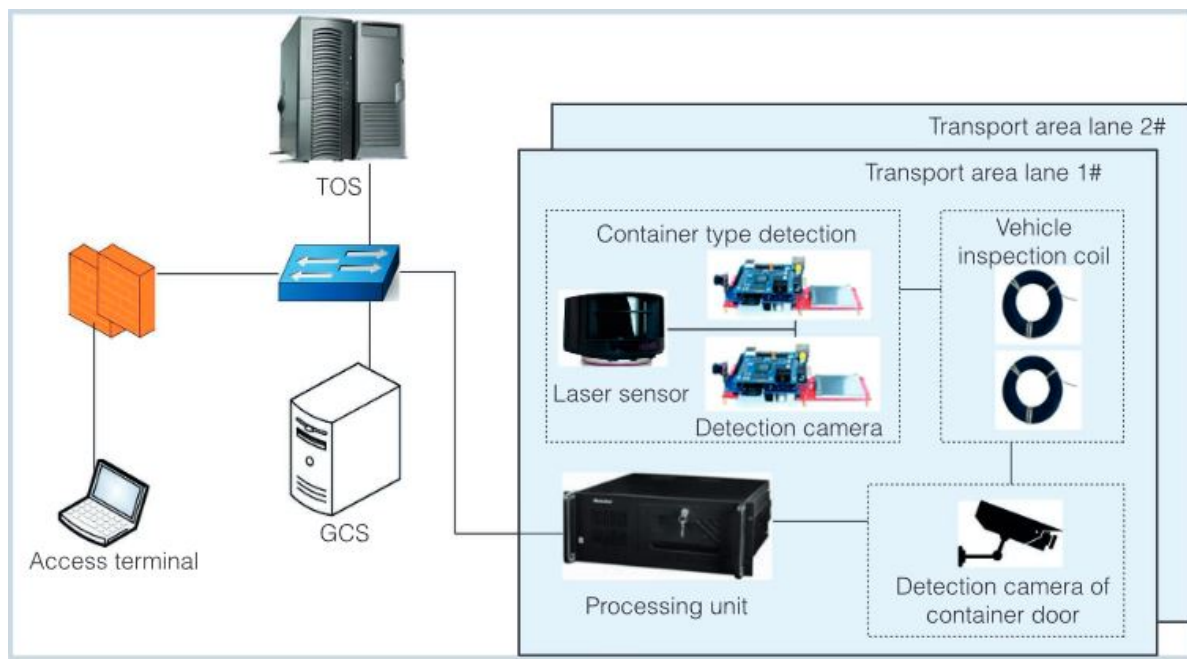 TOS
Transport area lane 2#
Transport area lane 1#
Container type detection
Vehicle
inspection coil
Laser sensor
Detection camera
GCS
Access terminal
Processing unit
Detection camera of
container door